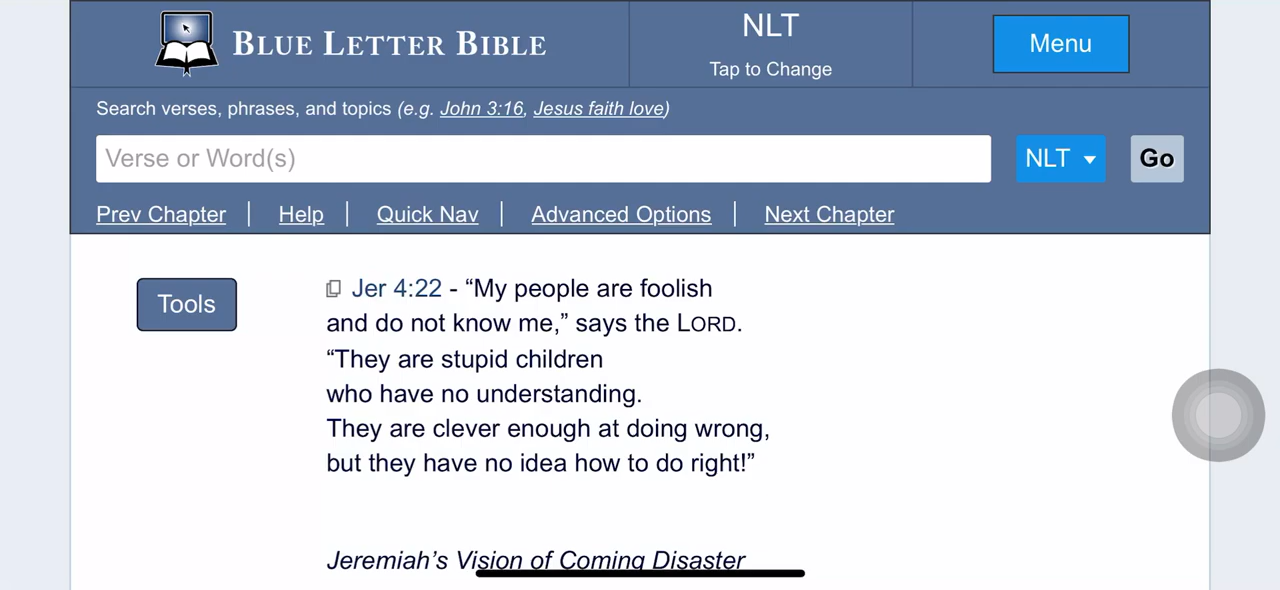 BLUE LETTER BIBLE
NLT
Tap to Change
Menu
Search verses, phrases, and topics (e.g. John 3:16, Jesus faith love)
Verse or Word(s)
NLT
Go
Prev Chapter | Help | Quick Nav | Advanced Options | Next Chapter
Tools
Jer 4:22 - “My people are foolish
and do not know me,” says the LORD.
“They are stupid children
who have no understanding.
They are clever enough at doing wrong,
but they have no idea how to do right!”
Jeremiah’s Vision of Coming Disaster